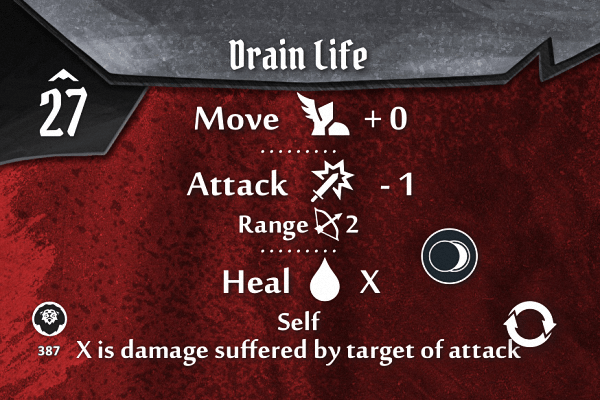 Drain Life
27
Move + 0
Attack - 1
Range 2
Heal X
Self
387 X is damage suffered by target of attack